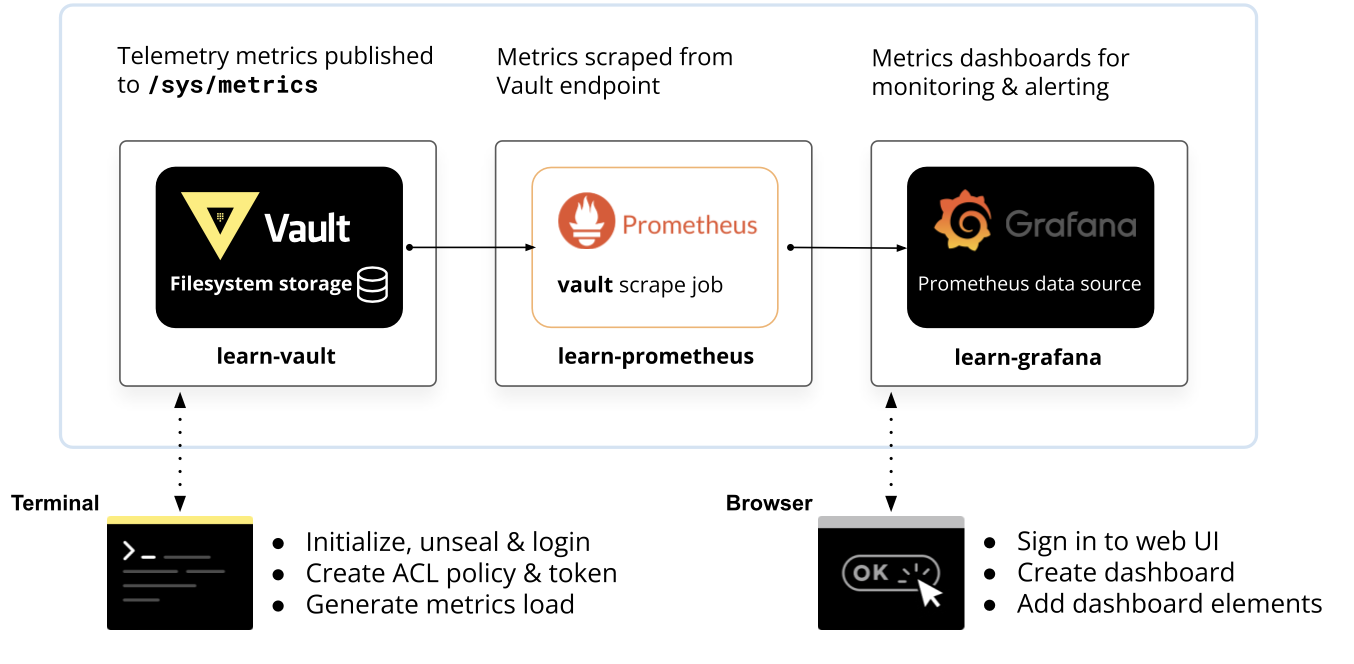 Telemetry metrics published
to /sys/metrics
Metrics scraped from
Vault endpoint
Metrics dashboards for
monitoring & alerting
Vault
Filesystem storage
learn-vault
Prometheus
vault scrape job
learn-prometheus
Grafana
Prometheus data source
learn-grafana
Terminal
>_
● Initialize, unseal & login
● Create ACL policy & token
● Generate metrics load
Browser
OK
● Sign in to web UI
● Create dashboard
● Add dashboard elements